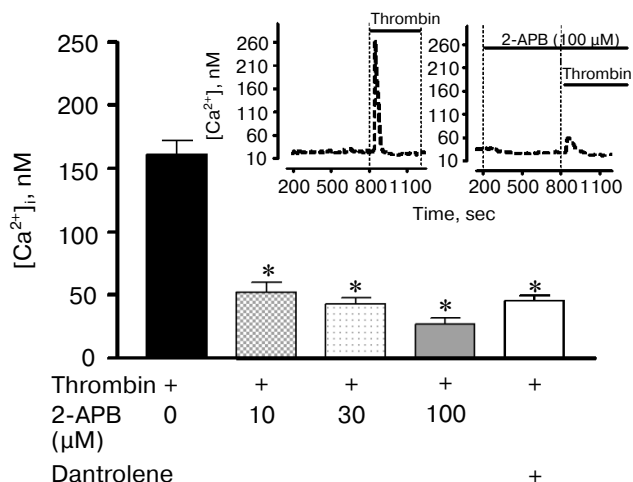 250
200
150
100
50
0
[Ca²⁺]ᵢ, nM
Thrombin
260
210
160
110
60
10
[Ca²⁺], nM
200 500 800 1100
2-APB (100 µM)
Thrombin
260
210
160
110
60
10
200 500 800 1100
Time, sec
* * * *
Thrombin + + + + +
2-APB 0 10 30 100
(µM)
Dantrolene +